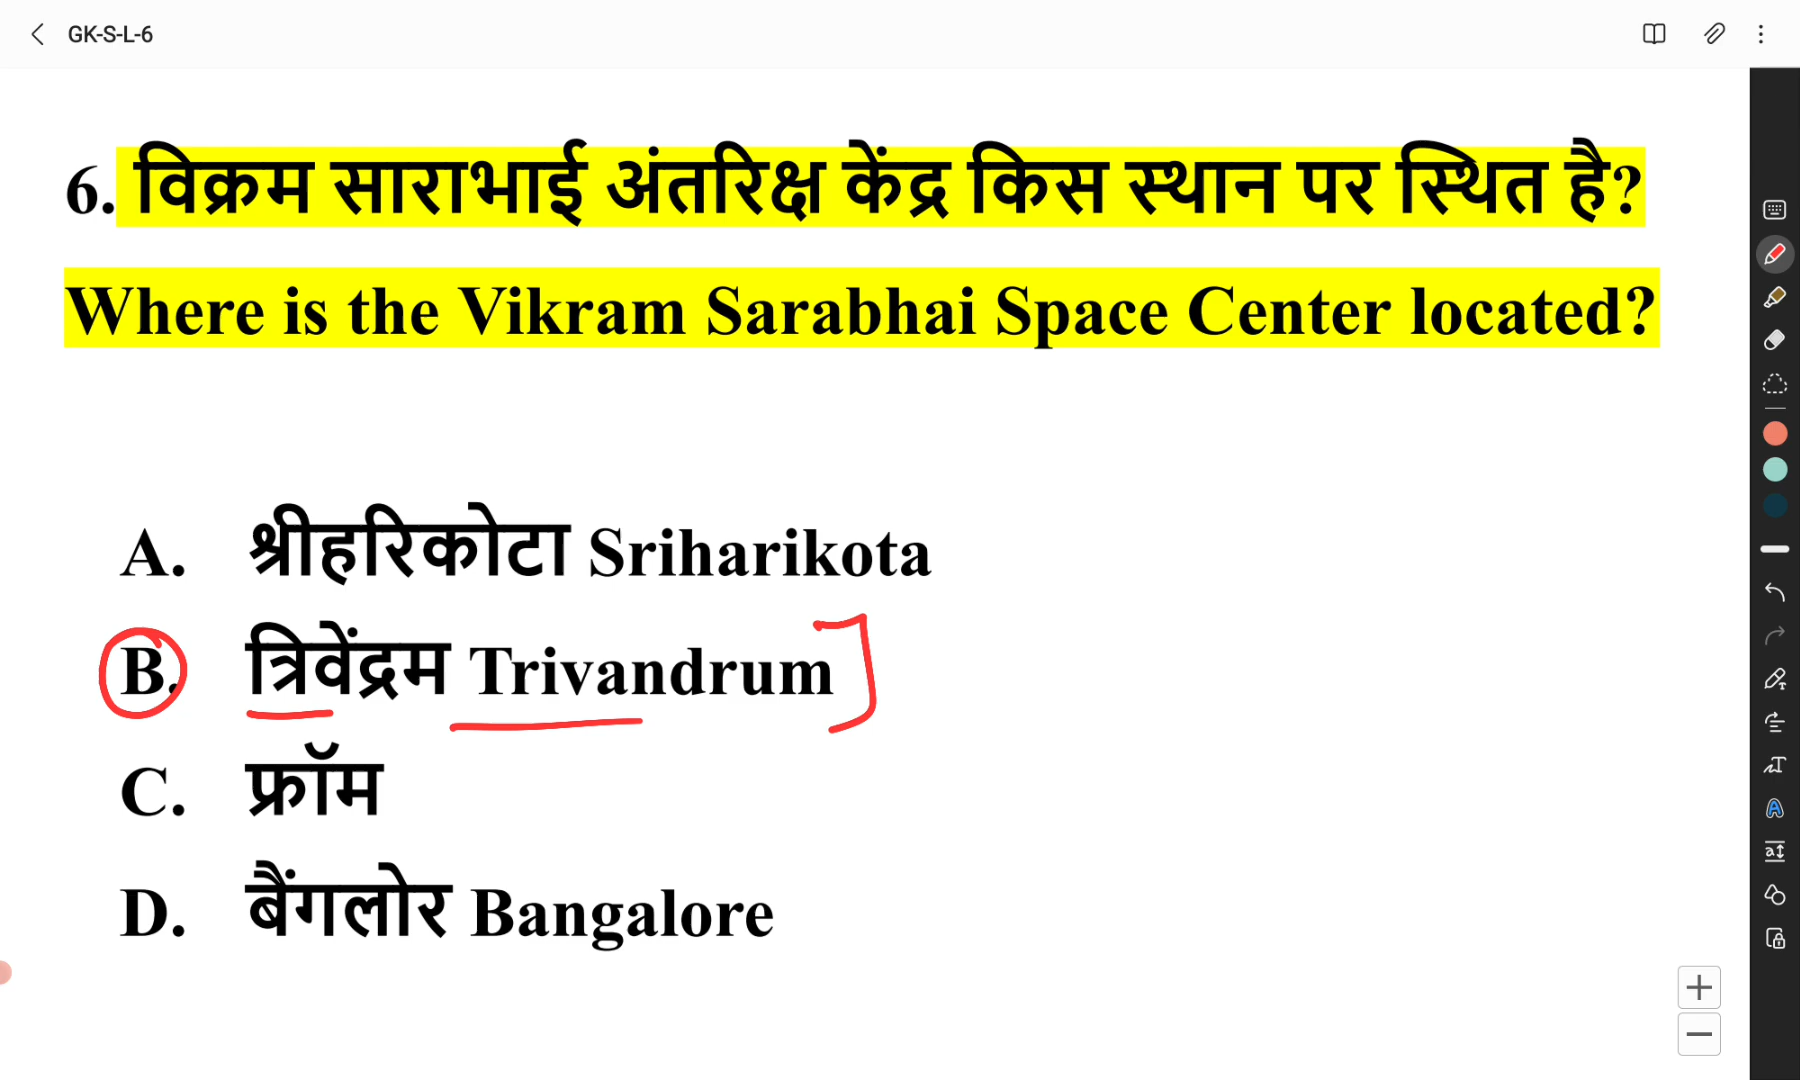 GK-S-L-6
6. विक्रम साराभाई अंतरिक्ष केंद्र किस स्थान पर स्थित है?
Where is the Vikram Sarabhai Space Center located?
A. श्रीहरिकोटा Sriharikota
B. त्रिवेंद्रम Trivandrum
C. फ्रॉम
D. बैंगलोर Bangalore